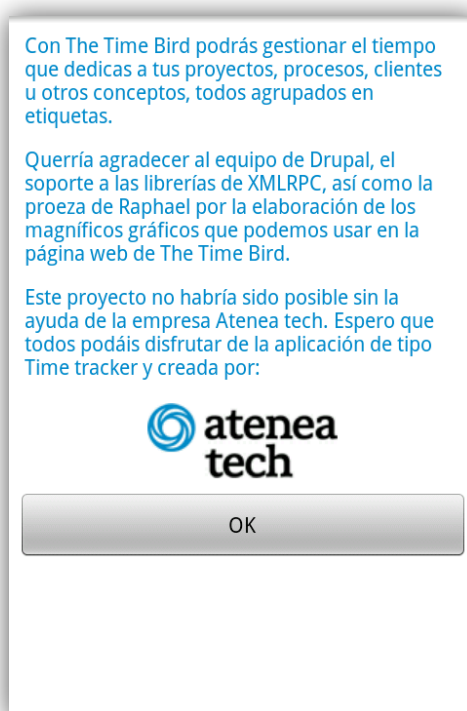 Con The Time Bird podrás gestionar el tiempo
que dedicas a tus proyectos, procesos, clientes
u otros conceptos, todos agrupados en
etiquetas.
Querría agradecer al equipo de Drupal, el
soporte a las librerías de XMLRPC, así como la
proeza de Raphael por la elaboración de los
magníficos gráficos que podemos usar en la
página web de The Time Bird.
Este proyecto no habría sido posible sin la
ayuda de la empresa Atenea tech. Espero que
todos podáis disfrutar de la aplicación de tipo
Time tracker y creada por:
atenea
tech
OK